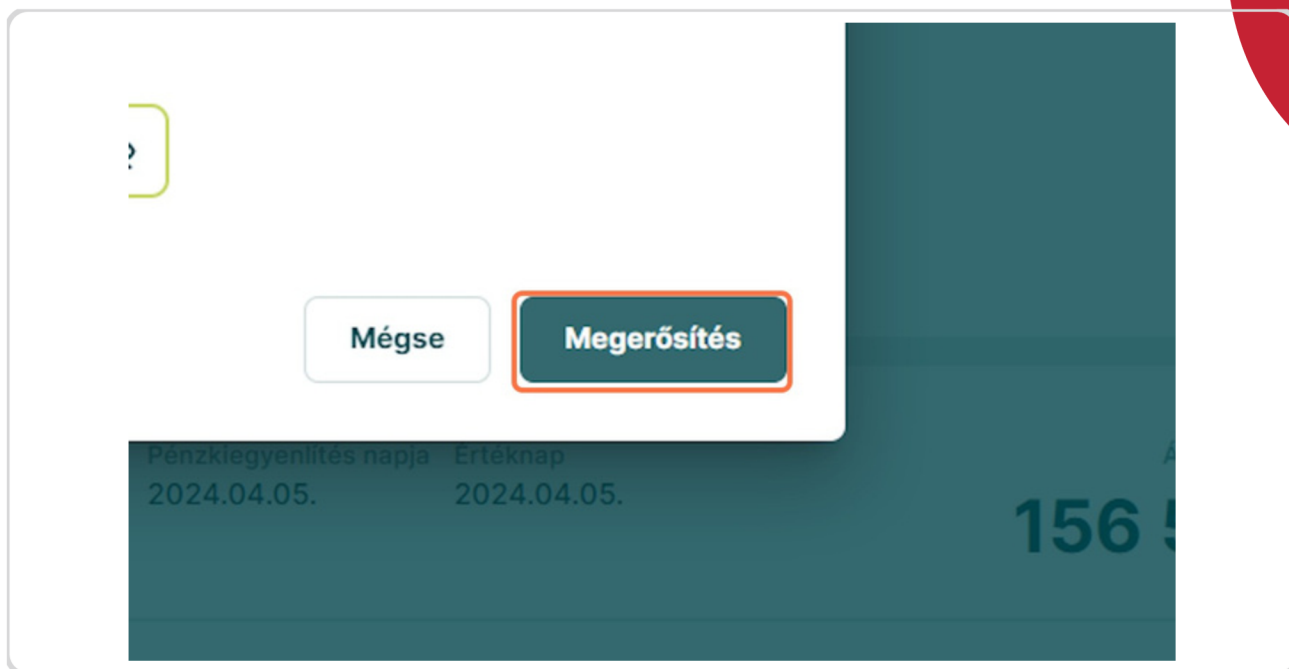 ?
Mégse
Megerősítés
Pénzkiegyenlítés napja Értéknap
2024.04.05. 2024.04.05.
156